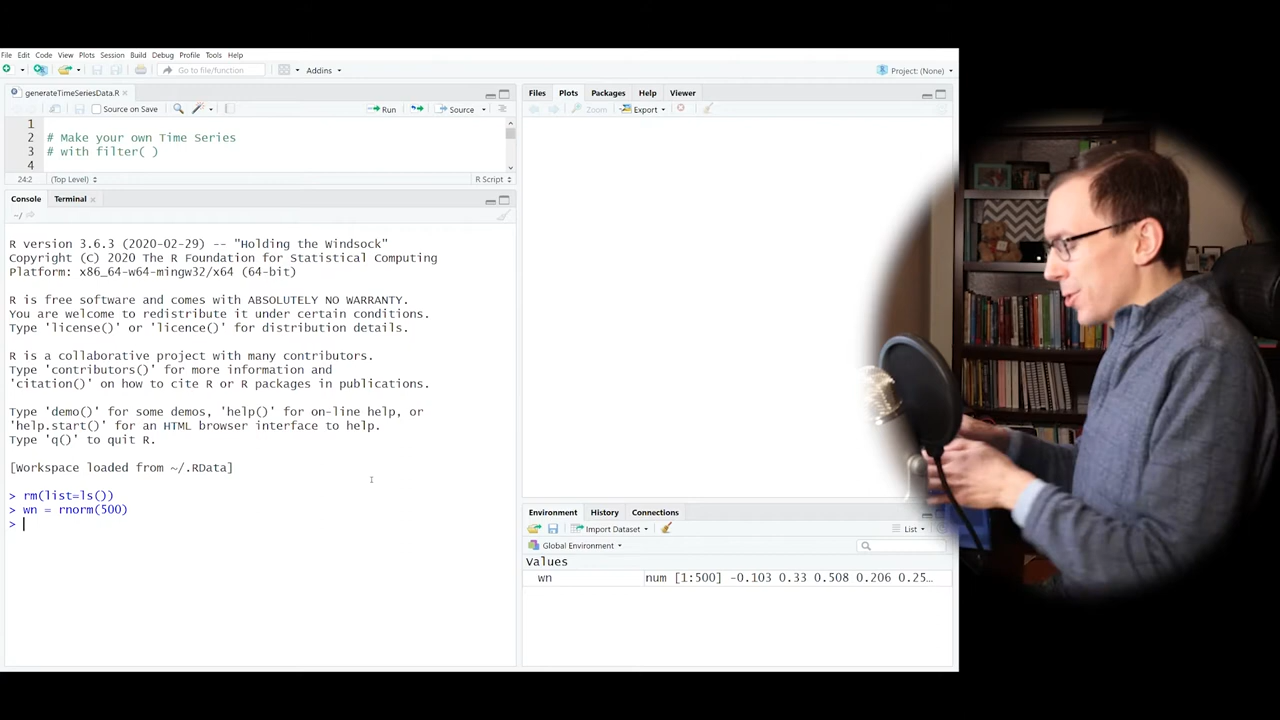 File Edit Code View Plots Session Build Debug Profile Tools Help
Go to file/function
Addins
Project: (None)
generateTimeSeriesData.R
Source on Save
Run
Source
1
2 # Make your own Time Series
3 # with filter( )
4
24:2 (Top Level) R Script
Console Terminal
~/
R version 3.6.3 (2020-02-29) -- "Holding the Windsock"
Copyright (C) 2020 The R Foundation for Statistical Computing
Platform: x86_64-w64-mingw32/x64 (64-bit)
R is free software and comes with ABSOLUTELY NO WARRANTY.
You are welcome to redistribute it under certain conditions.
Type 'license()' or 'licence()' for distribution details.
R is a collaborative project with many contributors.
Type 'contributors()' for more information and
'citation()' on how to cite R or R packages in publications.
Type 'demo()' for some demos, 'help()' for on-line help, or
'help.start()' for an HTML browser interface to help.
Type 'q()' to quit R.
[Workspace loaded from ~/.RData]
> rm(list=ls())
> wn = rnorm(500)
>
Files Plots Packages Help Viewer
Zoom Export
Environment History Connections
Import Dataset List
Global Environment
Values
wn num [1:500] -0.103 0.33 0.508 0.206 0.25...